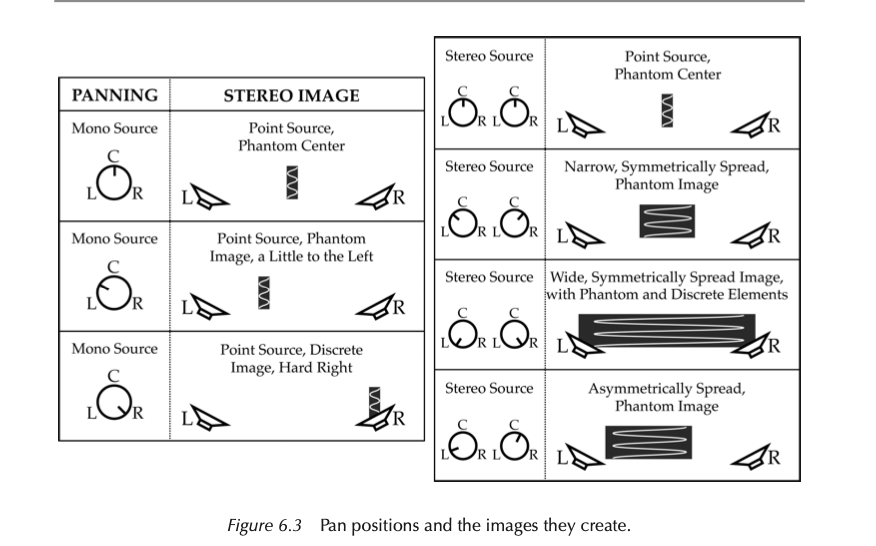 PANNING
STEREO IMAGE
Mono Source
C
L R
Point Source,
Phantom Center
L R
Mono Source
C
L R
Point Source, Phantom
Image, a Little to the Left
L R
Mono Source
C
L R
Point Source, Discrete
Image, Hard Right
L R
Stereo Source
C C
L R L R
Point Source,
Phantom Center
L R
Stereo Source
C C
L R L R
Narrow, Symmetrically Spread,
Phantom Image
L R
Stereo Source
C C
L R L R
Wide, Symmetrically Spread Image,
with Phantom and Discrete Elements
L R
Stereo Source
C C
L R L R
Asymmetrically Spread,
Phantom Image
L R
Figure 6.3 Pan positions and the images they create.